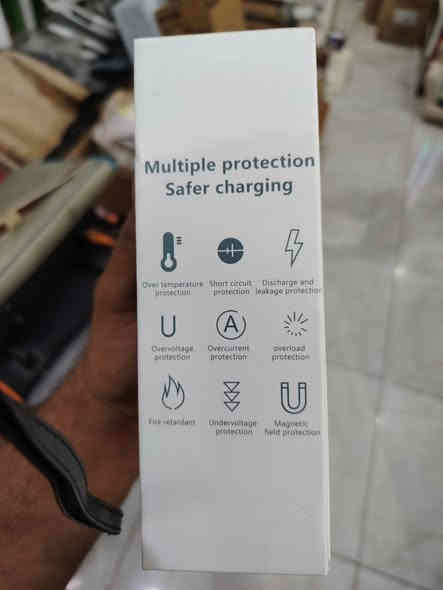 Multiple protection
Safer charging
Over temperature
protection
Short circuit
protection
Discharge and
leakage protection
U
Overvoltage
protection
A
Overcurrent
protection
overload
protection
Fire retardant
Undervoltage
protection
Magnetic
field protection